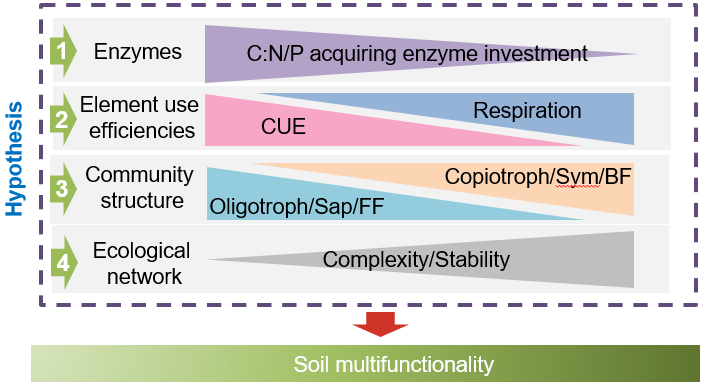 Hypothesis
1 Enzymes
C:N/P acquiring enzyme investment
2 Element use
efficiencies
Respiration
CUE
3 Community
structure
Copiotroph/Sym/BF
Oligotroph/Sap/FF
4 Ecological
network
Complexity/Stability
Soil multifunctionality